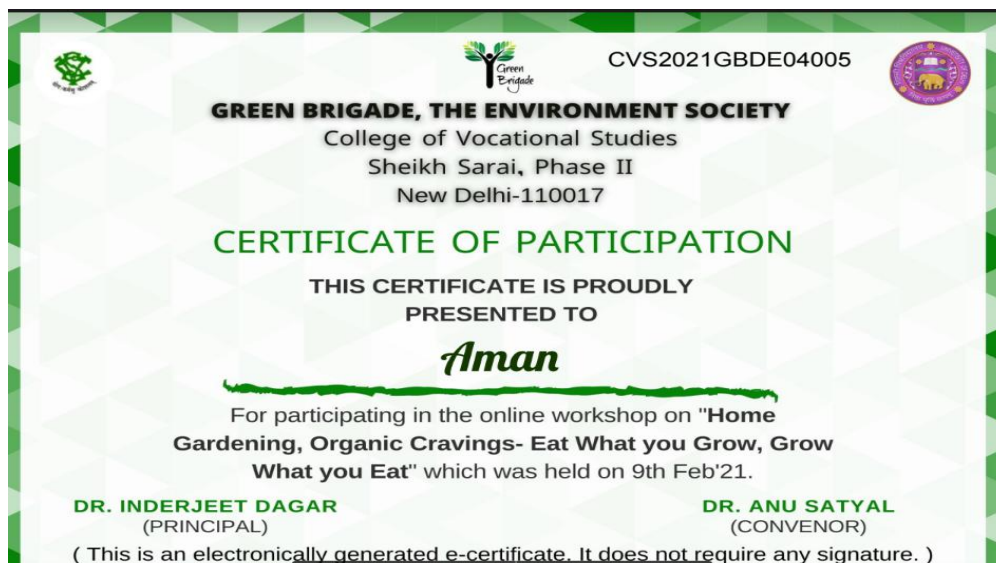 Green
Brigade
CVS2021GBDE04005
GREEN BRIGADE, THE ENVIRONMENT SOCIETY
College of Vocational Studies
Sheikh Sarai, Phase II
New Delhi-110017
CERTIFICATE OF PARTICIPATION
THIS CERTIFICATE IS PROUDLY
PRESENTED TO
Aman
For participating in the online workshop on "Home
Gardening, Organic Cravings- Eat What you Grow, Grow
What you Eat" which was held on 9th Feb'21.
DR. INDERJEET DAGAR
(PRINCIPAL)
DR. ANU SATYAL
(CONVENOR)
( This is an electronically generated e-certificate. It does not require any signature. )